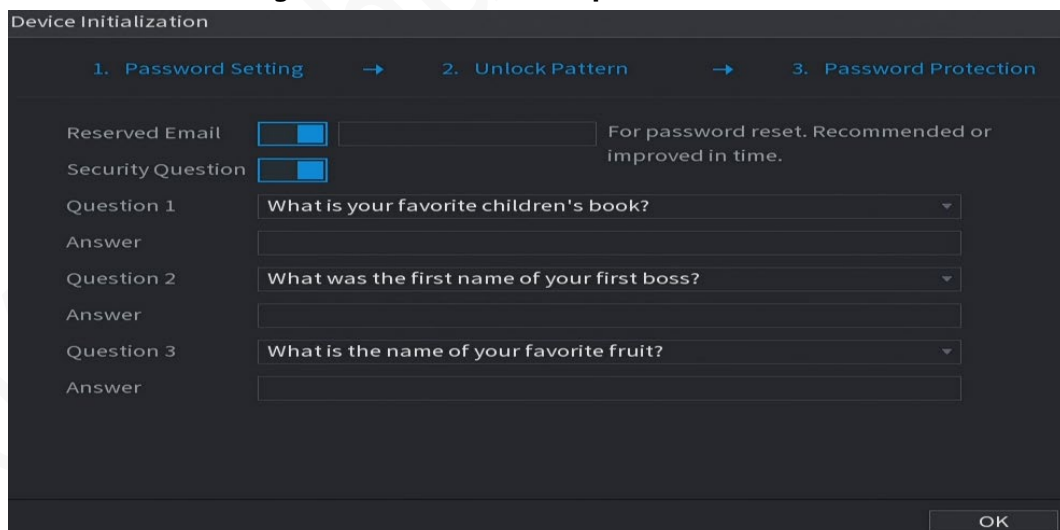 Device Initialization
1. Password Setting → 2. Unlock Pattern → 3. Password Protection
Reserved Email For password reset. Recommended or
improved in time.
Security Question
Question 1 What is your favorite children's book?
Answer
Question 2 What was the first name of your first boss?
Answer
Question 3 What is the name of your favorite fruit?
Answer
OK